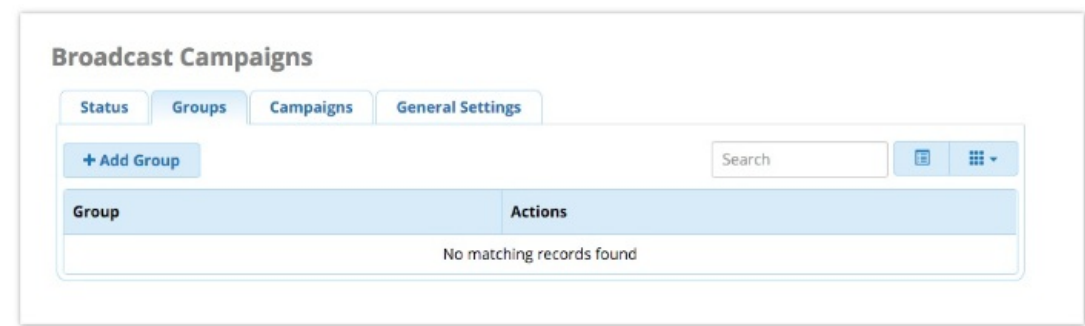 Broadcast Campaigns
Status Groups Campaigns General Settings
+ Add Group Search
Group Actions
No matching records found